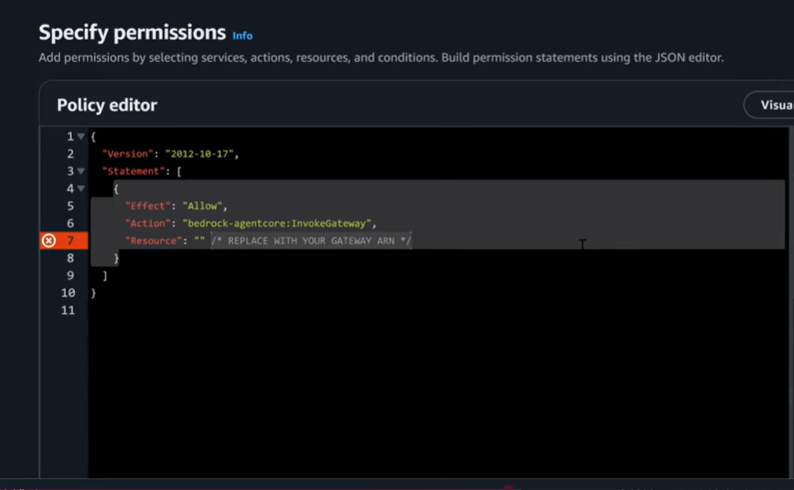 Specify permissions Info
Add permissions by selecting services, actions, resources, and conditions. Build permission statements using the JSON editor.
Policy editor
Visua
1 {
2 "Version": "2012-10-17",
3 "Statement": [
4 {
5 "Effect": "Allow",
6 "Action": "bedrock-agentcore:InvokeGateway",
7 "Resource": "" /* REPLACE WITH YOUR GATEWAY ARN */
8 }
9 ]
10 }
11